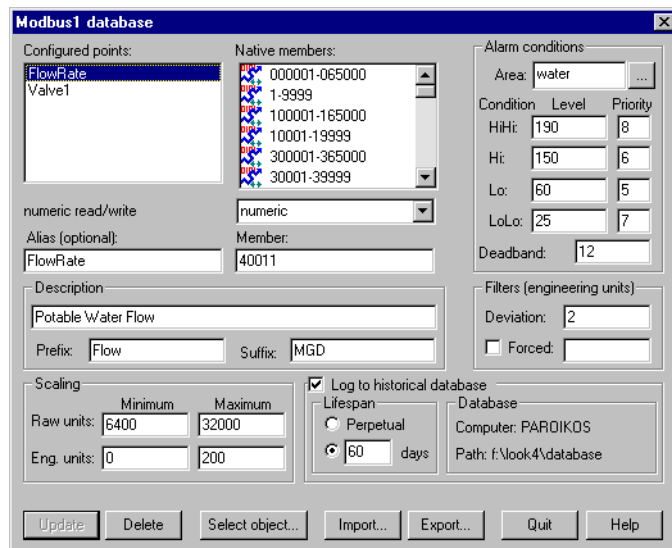 Modbus1 database
Configured points:
FlowRate
Valve1
Native members:
000001-065000
1-9999
100001-165000
10001-19999
300001-365000
30001-39999
numeric read/write
numeric
Alias (optional):
FlowRate
Member:
40011
Alarm conditions
Area: water ...
Condition Level Priority
HiHi: 190 8
Hi: 150 6
Lo: 60 5
LoLo: 25 7
Deadband: 12
Description
Potable Water Flow
Prefix: Flow Suffix: MGD
Filters (engineering units)
Deviation: 2
Forced:
Scaling
Minimum Maximum
Raw units: 6400 32000
Eng. units: 0 200
Log to historical database
Lifespan
Perpetual
60 days
Database
Computer: PAROIKOS
Path: f:\look4\database
Update Delete Select object... Import... Export... Quit Help